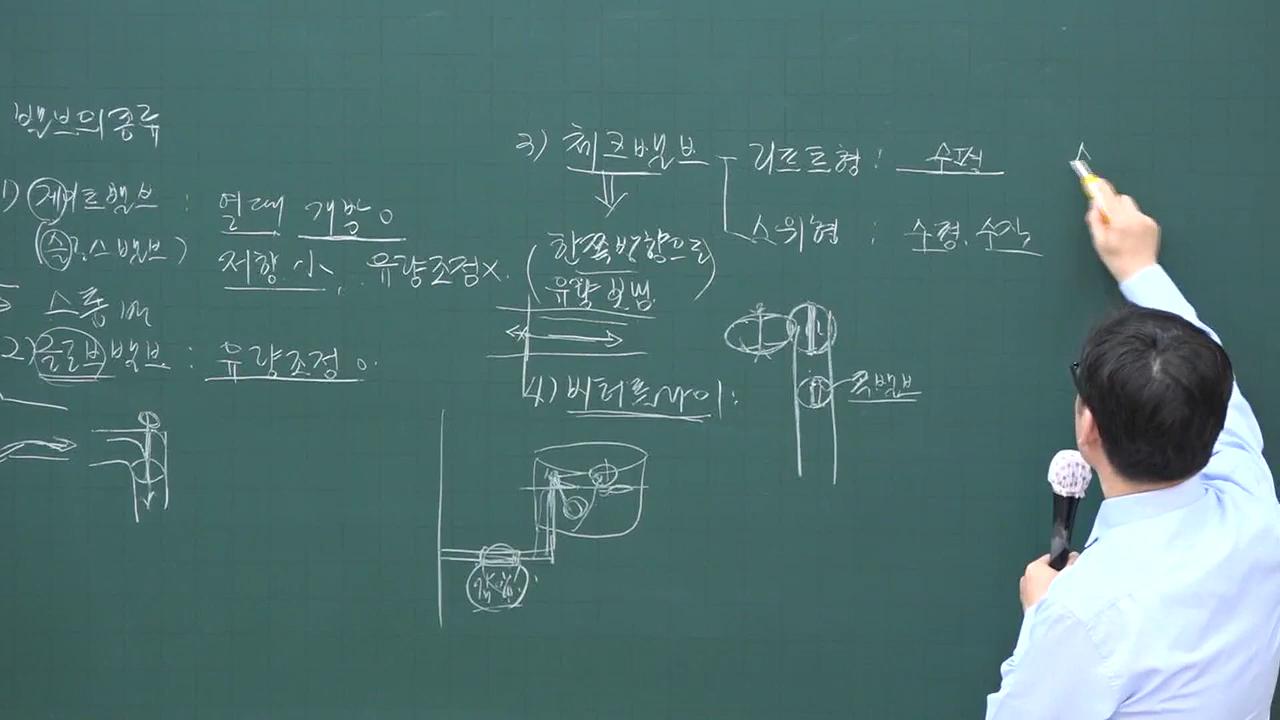 밸브의 종류
1) 게이트밸브 : 열때 개방 o
(슬루스밸브)
저항 小, 유량조정 x.
스톱밸
2) 글로브밸브 : 유량조정 o.
3) 체크밸브 - 리프트형 : 수평
스윙형 : 수평, 수직
(한쪽방향으로
유량 흐름)
4) 버터플라이 :
콕밸브